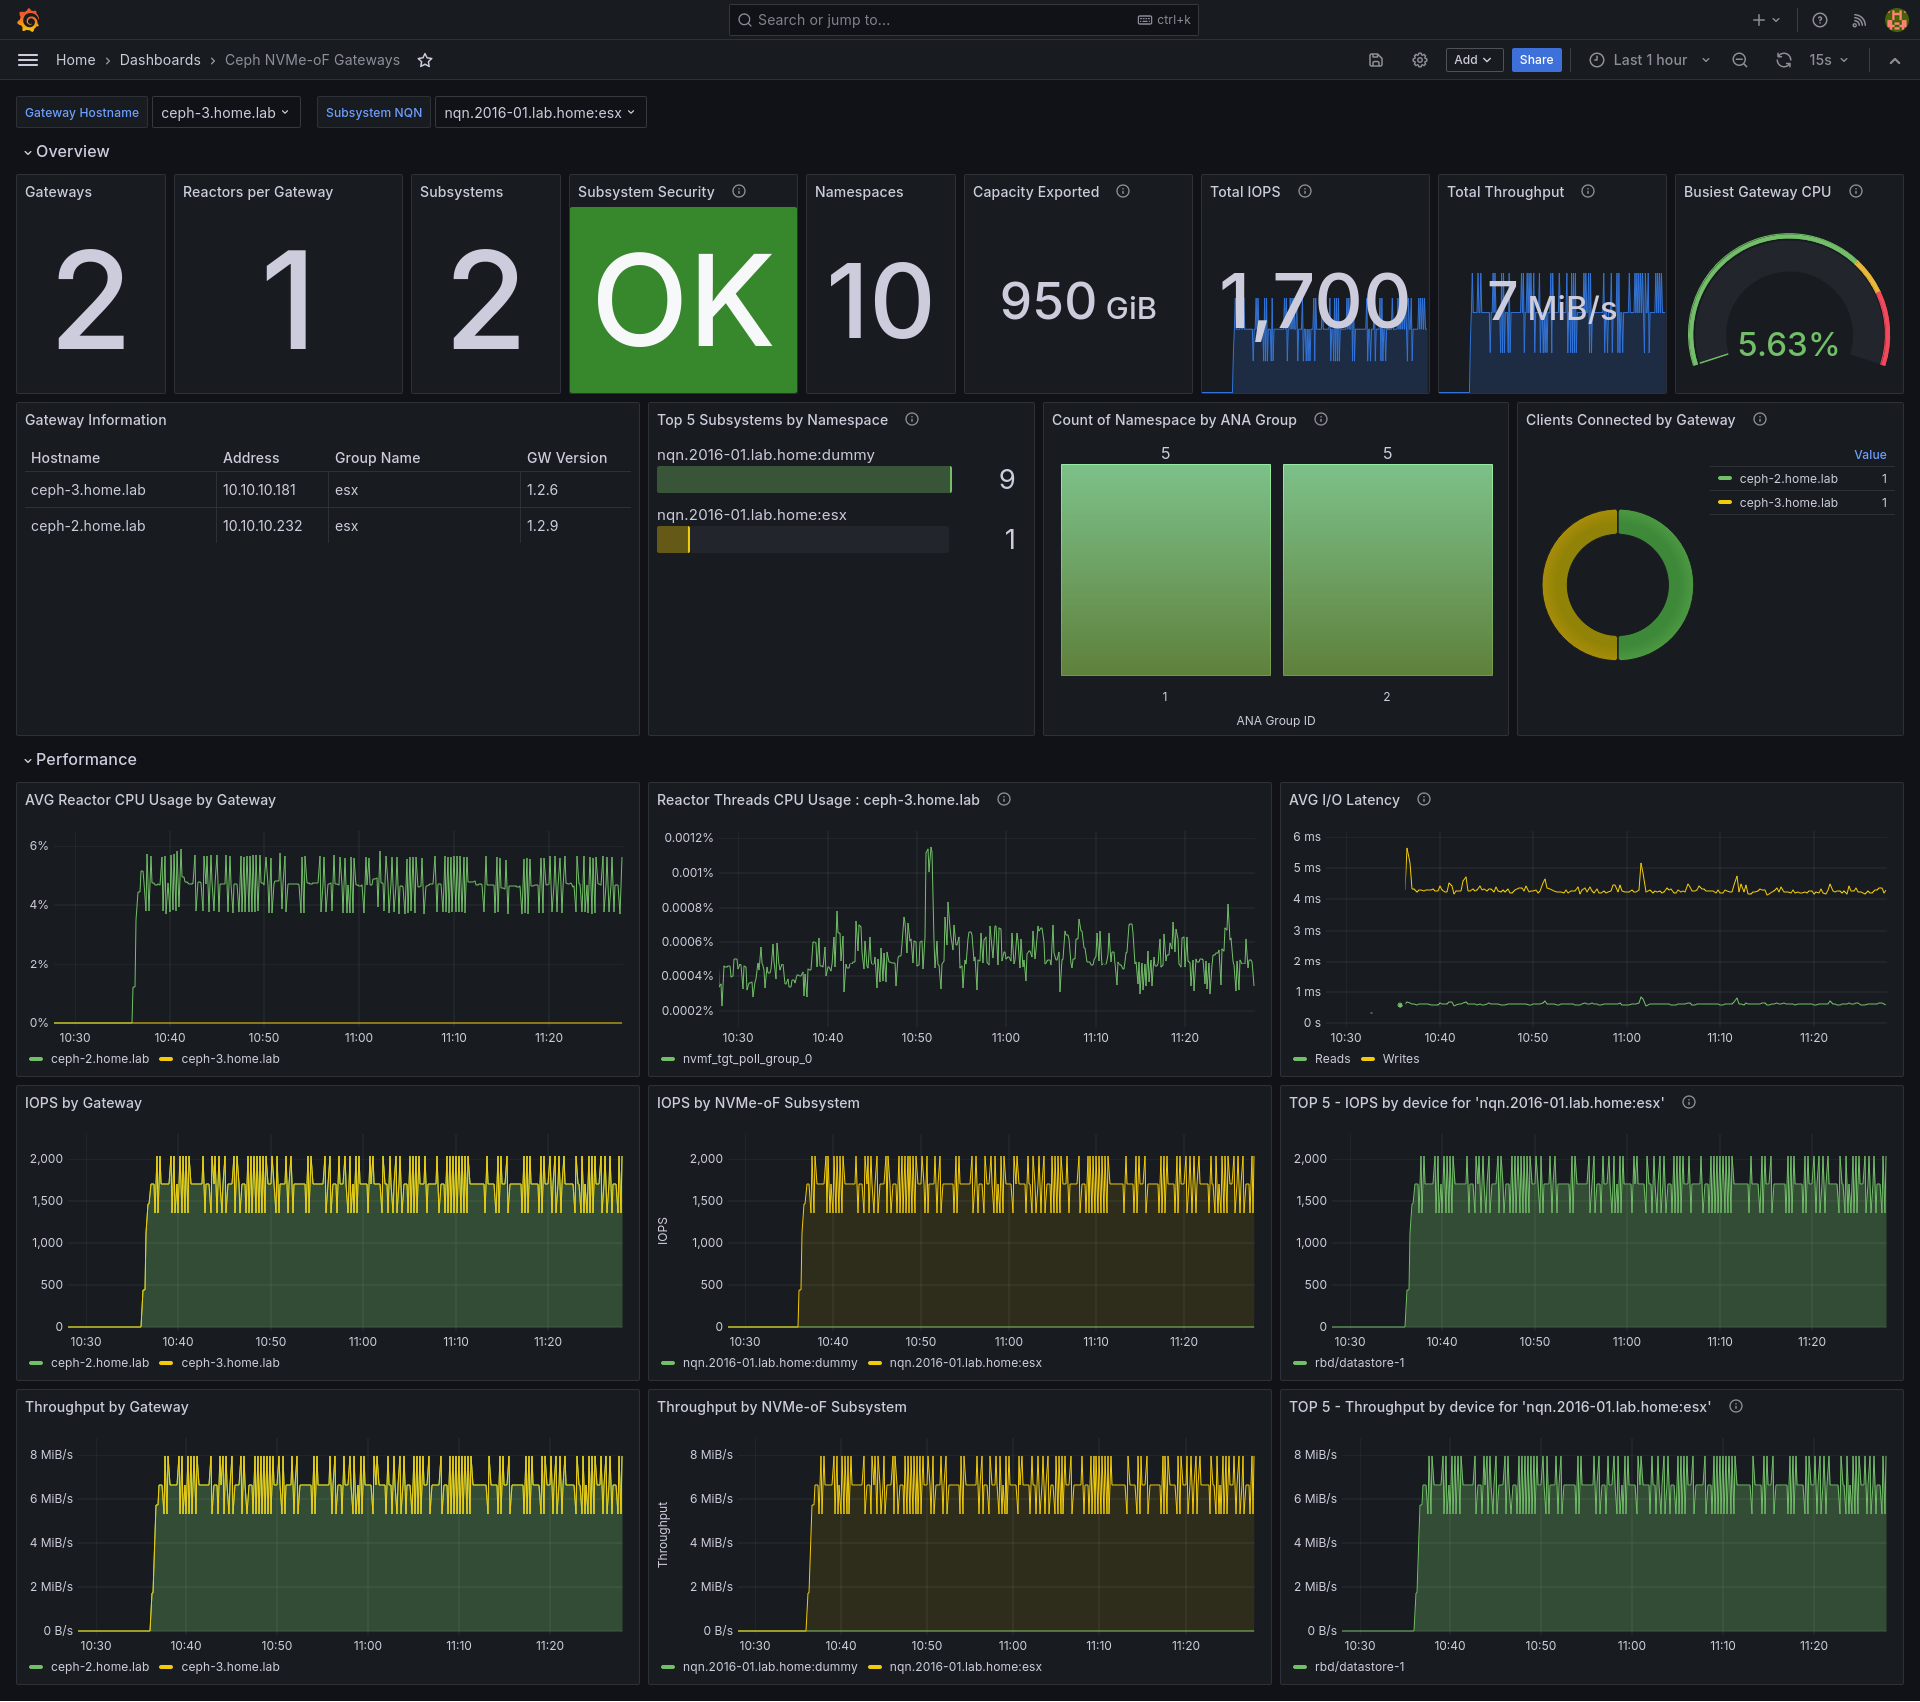 Search or jump to...
ctrl+k
Home › Dashboards › Ceph NVMe-oF Gateways
Add
Share
Last 1 hour
15s
Gateway Hostname
ceph-3.home.lab
Subsystem NQN
nqn.2016-01.lab.home:esx
Overview
Gateways
2
Reactors per Gateway
1
Subsystems
2
Subsystem Security
OK
Namespaces
10
Capacity Exported
950 GiB
Total IOPS
1,700
Total Throughput
7 MiB/s
Busiest Gateway CPU
5.63%
Gateway Information
Hostname Address Group Name GW Version
ceph-3.home.lab 10.10.10.181 esx 1.2.6
ceph-2.home.lab 10.10.10.232 esx 1.2.9
Top 5 Subsystems by Namespace
nqn.2016-01.lab.home:dummy
9
nqn.2016-01.lab.home:esx
1
Count of Namespace by ANA Group
5 5
1 2
ANA Group ID
Clients Connected by Gateway
Value
ceph-2.home.lab 1
ceph-3.home.lab 1
Performance
AVG Reactor CPU Usage by Gateway
6%
4%
2%
0%
10:30 10:40 10:50 11:00 11:10 11:20
ceph-2.home.lab ceph-3.home.lab
Reactor Threads CPU Usage : ceph-3.home.lab
0.0012%
0.001%
0.0008%
0.0006%
0.0004%
0.0002%
10:30 10:40 10:50 11:00 11:10 11:20
nvmf_tgt_poll_group_0
AVG I/O Latency
6 ms
5 ms
4 ms
3 ms
2 ms
1 ms
0 s
10:30 10:40 10:50 11:00 11:10 11:20
Reads Writes
IOPS by Gateway
2,000
1,500
1,000
500
0
10:30 10:40 10:50 11:00 11:10 11:20
ceph-2.home.lab ceph-3.home.lab
IOPS by NVMe-oF Subsystem
IOPS
2,000
1,500
1,000
500
0
10:30 10:40 10:50 11:00 11:10 11:20
nqn.2016-01.lab.home:dummy nqn.2016-01.lab.home:esx
TOP 5 - IOPS by device for 'nqn.2016-01.lab.home:esx'
2,000
1,500
1,000
500
0
10:30 10:40 10:50 11:00 11:10 11:20
rbd/datastore-1
Throughput by Gateway
8 MiB/s
6 MiB/s
4 MiB/s
2 MiB/s
0 B/s
10:30 10:40 10:50 11:00 11:10 11:20
ceph-2.home.lab ceph-3.home.lab
Throughput by NVMe-oF Subsystem
Throughput
8 MiB/s
6 MiB/s
4 MiB/s
2 MiB/s
0 B/s
10:30 10:40 10:50 11:00 11:10 11:20
nqn.2016-01.lab.home:dummy nqn.2016-01.lab.home:esx
TOP 5 - Throughput by device for 'nqn.2016-01.lab.home:esx'
8 MiB/s
6 MiB/s
4 MiB/s
2 MiB/s
0 B/s
10:30 10:40 10:50 11:00 11:10 11:20
rbd/datastore-1